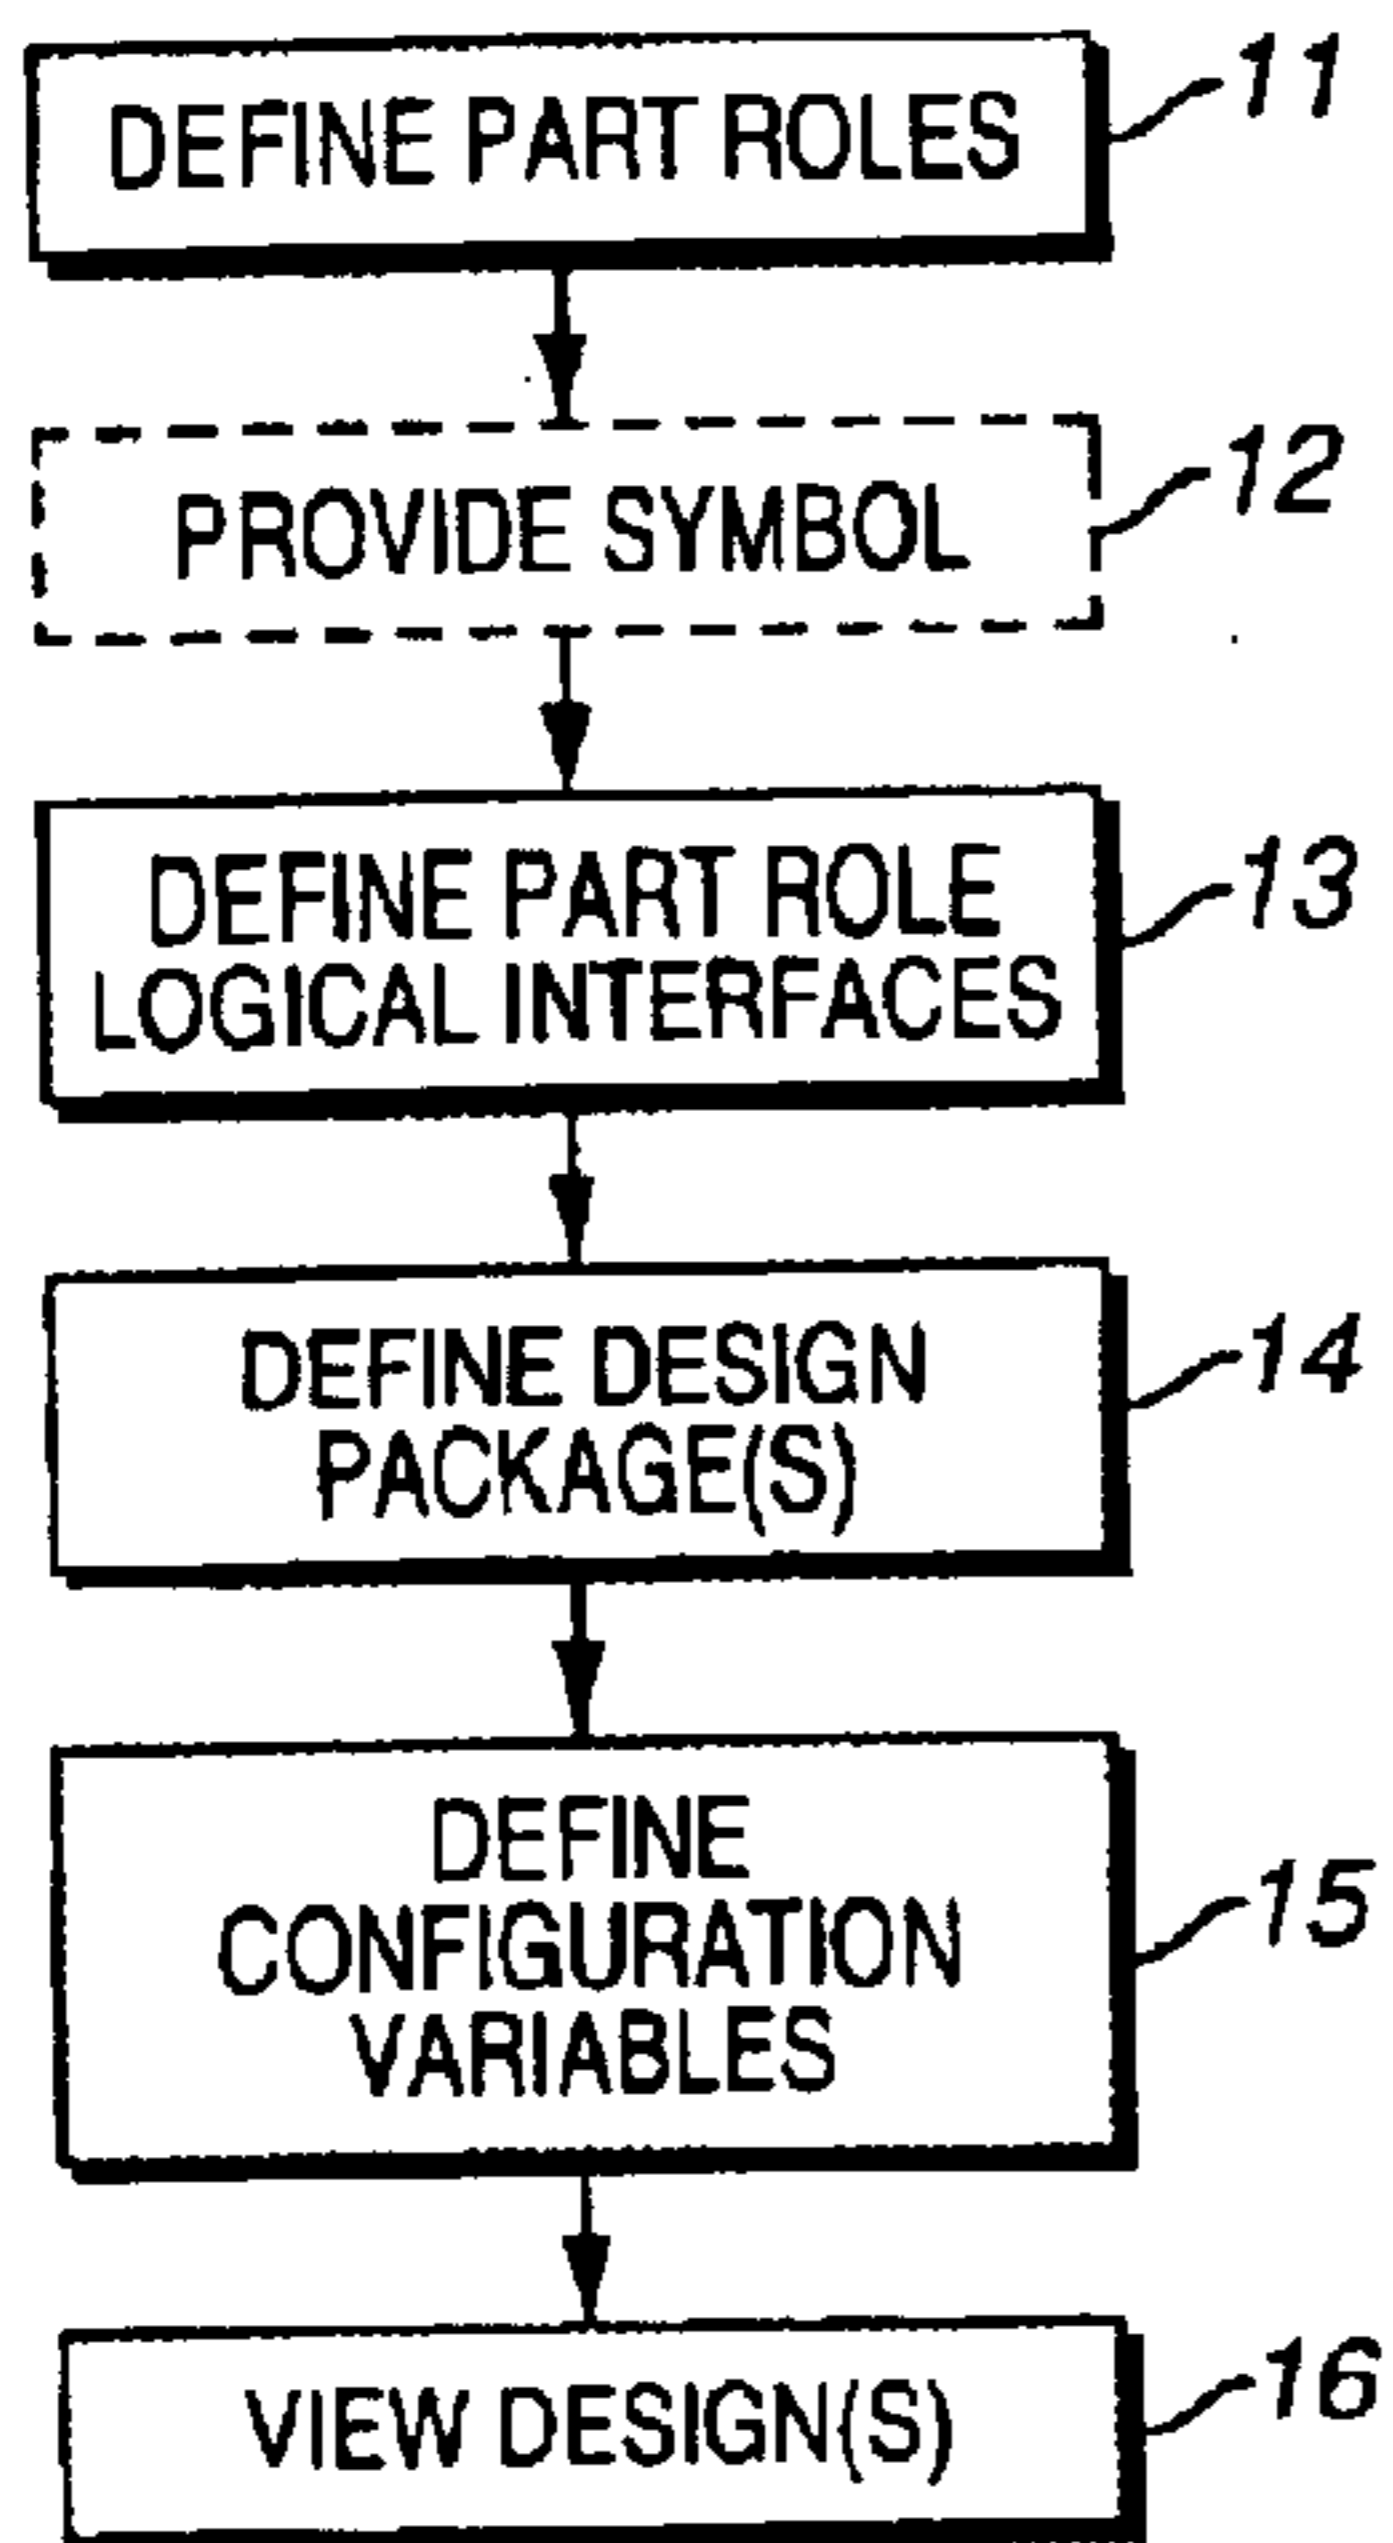 DEFINE PART ROLES
11
PROVIDE SYMBOL
12
DEFINE PART ROLE
LOGICAL INTERFACES
13
DEFINE DESIGN
PACKAGE(S)
14
DEFINE
CONFIGURATION
VARIABLES
15
VIEW DESIGN(S)
16